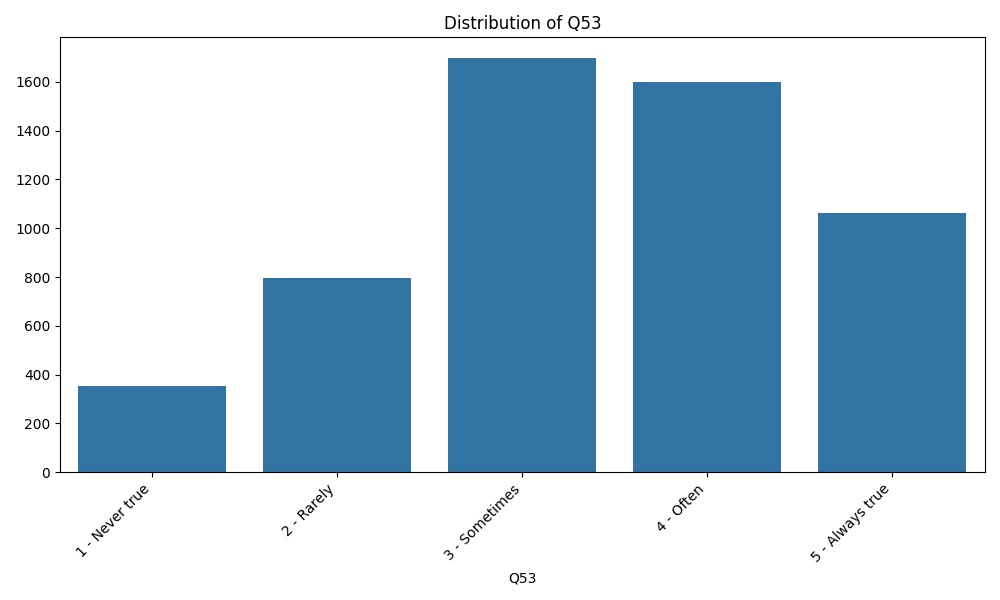 Distribution of Q53
1600
1400
1200
1000
800
600
400
200
0
1 - Never true
2 - Rarely
3 - Sometimes
4 - Often
5 - Always true
Q53